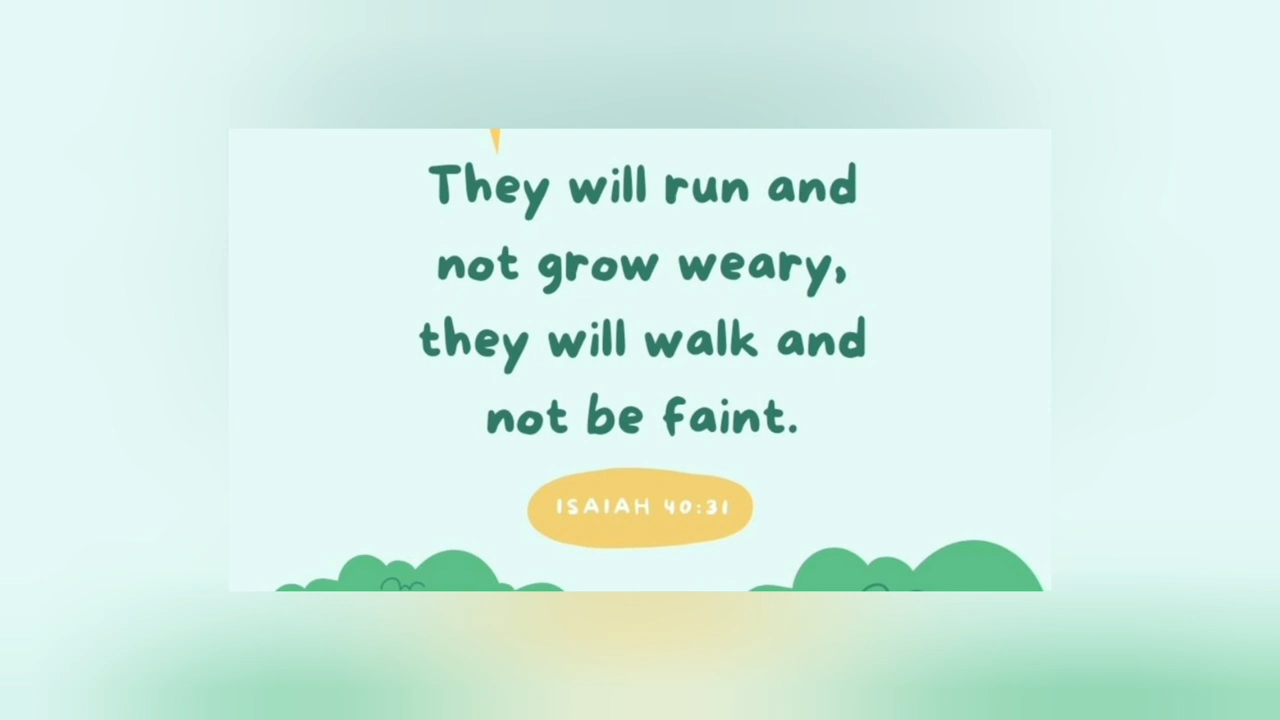 They will run and
not grow weary,
they will walk and
not be faint.
ISAIAH 40:31